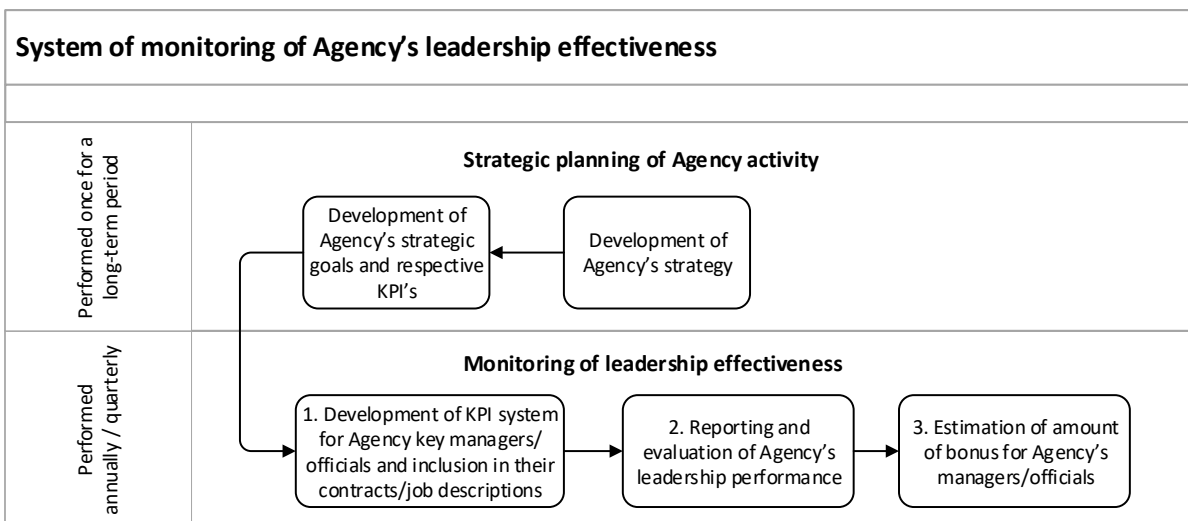 System of monitoring of Agency’s leadership effectiveness
Performed once for a
long-term period
Strategic planning of Agency activity
Development of
Agency’s strategic
goals and respective
KPI’s
Development of
Agency’s strategy
Performed
annually / quarterly
Monitoring of leadership effectiveness
1. Development of KPI system
for Agency key managers/
officials and inclusion in their
contracts/job descriptions
2. Reporting and
evaluation of Agency’s
leadership performance
3. Estimation of amount
of bonus for Agency’s
managers/officials